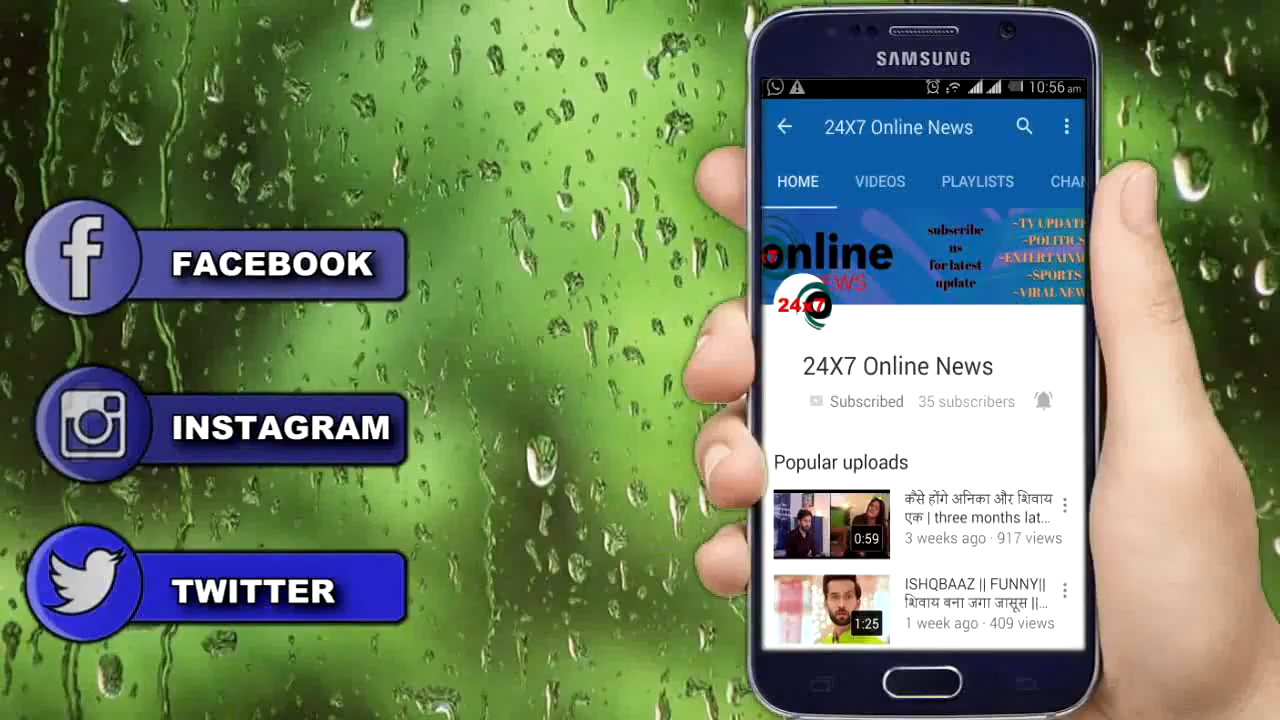 FACEBOOK
INSTAGRAM
TWITTER
SAMSUNG
10:56 am
24X7 Online News
HOME VIDEOS PLAYLISTS CHAN
online
NEWS
subscribe
us
for latest
update
~TV UPDATE
~POLITICS
~ENTERTAINM
~SPORTS
~VIRAL NEW
24x7
24X7 Online News
Subscribed 35 subscribers
Popular uploads
0:59
कैसे होंगे अनिका और शिवाय
एक | three months lat...
3 weeks ago · 917 views
1:25
ISHQBAAZ || FUNNY||
शिवाय बना जगा जासूस ||...
1 week ago · 409 views